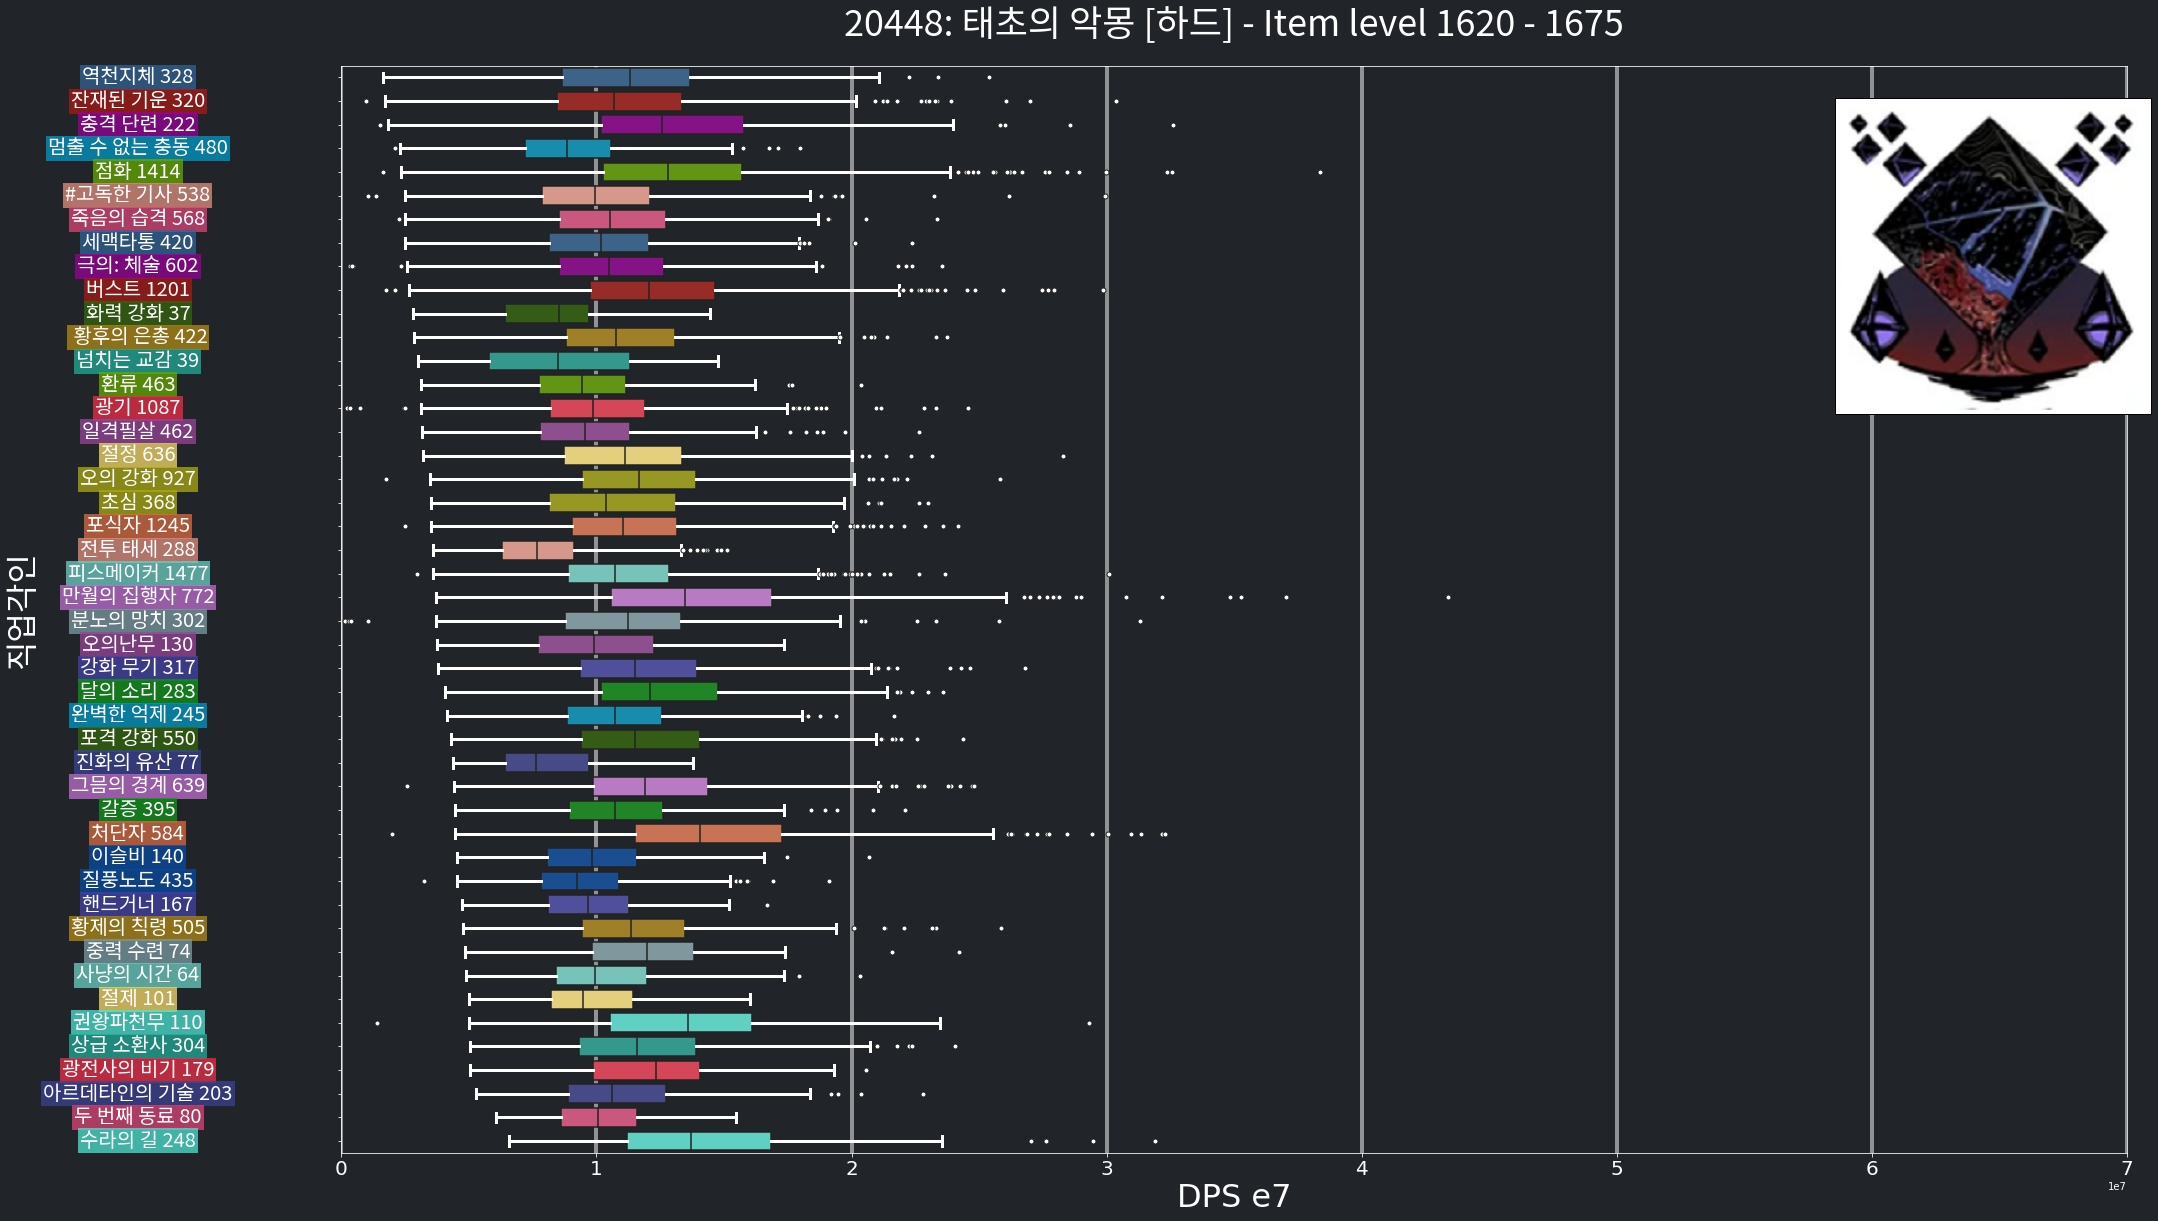 20448: 태초의 악몽 [하드] - Item level 1620 - 1675
역천지체 328
잔재된 기운 320
충격 단련 222
멈출 수 없는 충동 480
점화 1414
#고독한 기사 538
죽음의 습격 568
세맥타통 420
극의: 체술 602
버스트 1201
화력 강화 37
황후의 은총 422
넘치는 교감 39
환류 463
광기 1087
일격필살 462
절정 636
오의 강화 927
초심 368
포식자 1245
전투 태세 288
피스메이커 1477
만월의 집행자 772
분노의 망치 302
오의난무 130
강화 무기 317
달의 소리 283
완벽한 억제 245
포격 강화 550
진화의 유산 77
그믐의 경계 639
갈증 395
처단자 584
이슬비 140
질풍노도 435
핸드거너 167
황제의 칙령 505
중력 수련 74
사냥의 시간 64
절제 101
권왕파천무 110
상급 소환사 304
광전사의 비기 179
아르데타인의 기술 203
두 번째 동료 80
수라의 길 248
직업각인
0 1 2 3 4 5 6 7
1e7
DPS e7